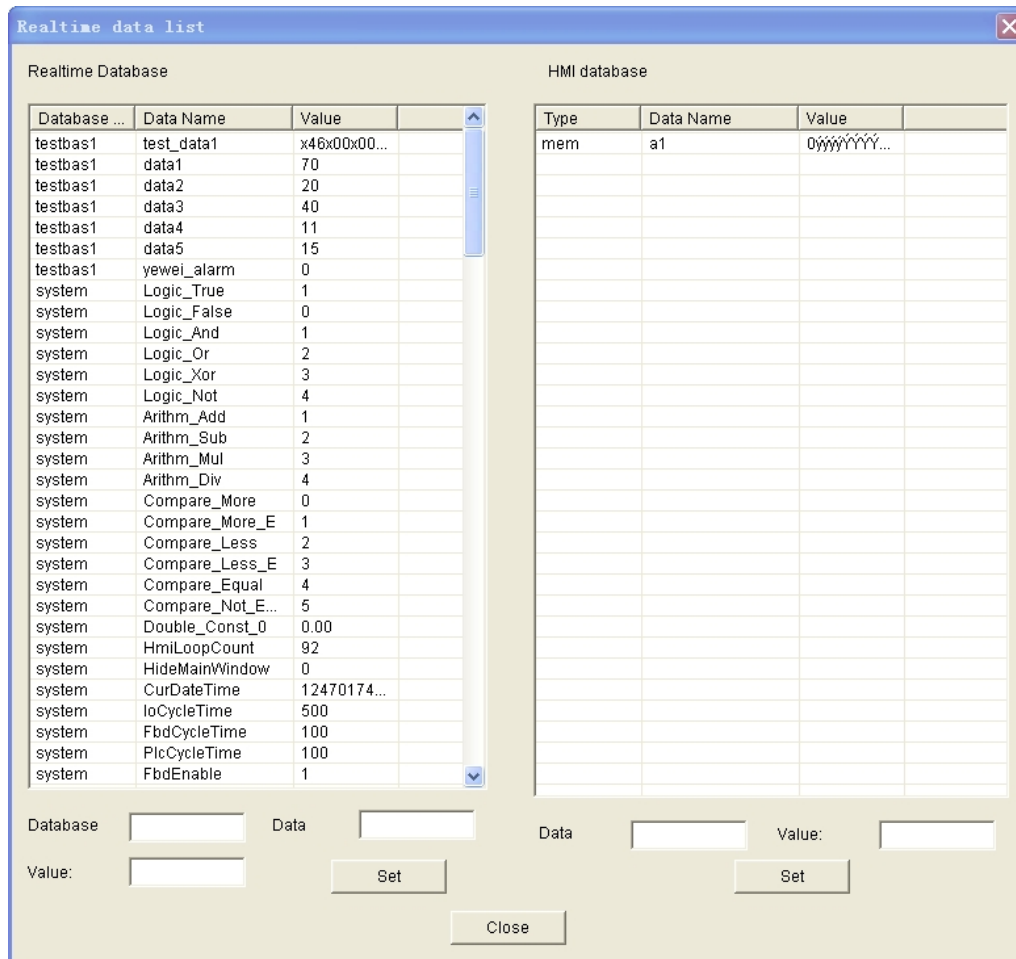 Realtime data list
Realtime Database
HMI database
Database ... Data Name Value
testbas1 test_data1 x46x00x00...
testbas1 data1 70
testbas1 data2 20
testbas1 data3 40
testbas1 data4 11
testbas1 data5 15
testbas1 yewei_alarm 0
system Logic_True 1
system Logic_False 0
system Logic_And 1
system Logic_Or 2
system Logic_Xor 3
system Logic_Not 4
system Arithm_Add 1
system Arithm_Sub 2
system Arithm_Mul 3
system Arithm_Div 4
system Compare_More 0
system Compare_More_E 1
system Compare_Less 2
system Compare_Less_E 3
system Compare_Equal 4
system Compare_Not_E... 5
system Double_Const_0 0.00
system HmiLoopCount 92
system HideMainWindow 0
system CurDateTime 12470174...
system IoCycleTime 500
system FbdCycleTime 100
system PlcCycleTime 100
system FbdEnable 1
Type Data Name Value
mem a1
Database Data
Value:
Set
Data Value:
Set
Close